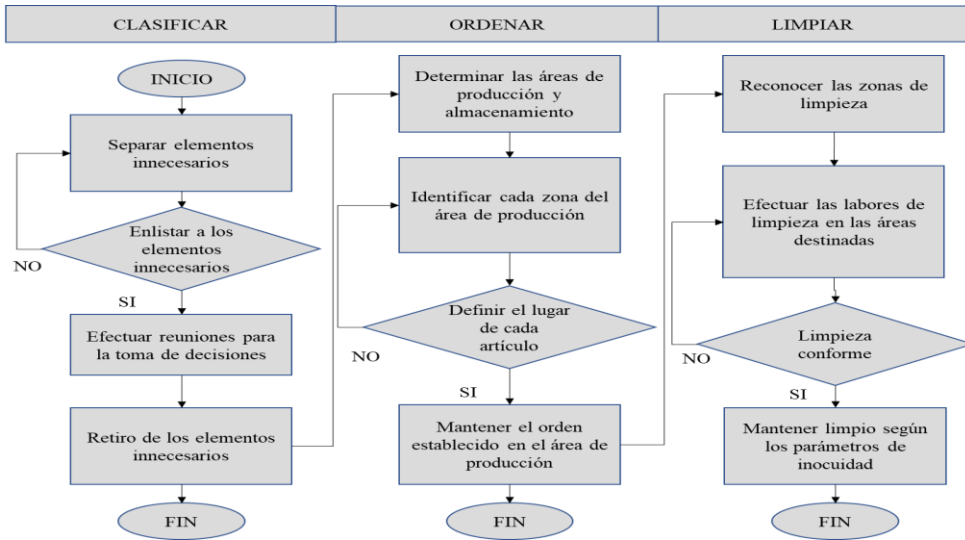 CLASIFICAR
ORDENAR
LIMPIAR
INICIO
Separar elementos
innecesarios
Enlistar a los
elementos
innecesarios
NO
SI
Efectuar reuniones para
la toma de decisiones
Retiro de los elementos
innecesarios
FIN
Determinar las áreas de
producción y
almacenamiento
Identificar cada zona del
área de producción
Definir el lugar
de cada
artículo
NO
SI
Mantener el orden
establecido en el área de
producción
FIN
Reconocer las zonas de
limpieza
Efectuar las labores de
limpieza en las áreas
destinadas
Limpieza
conforme
NO
SI
Mantener limpio según
los parámetros de
inocuidad
FIN